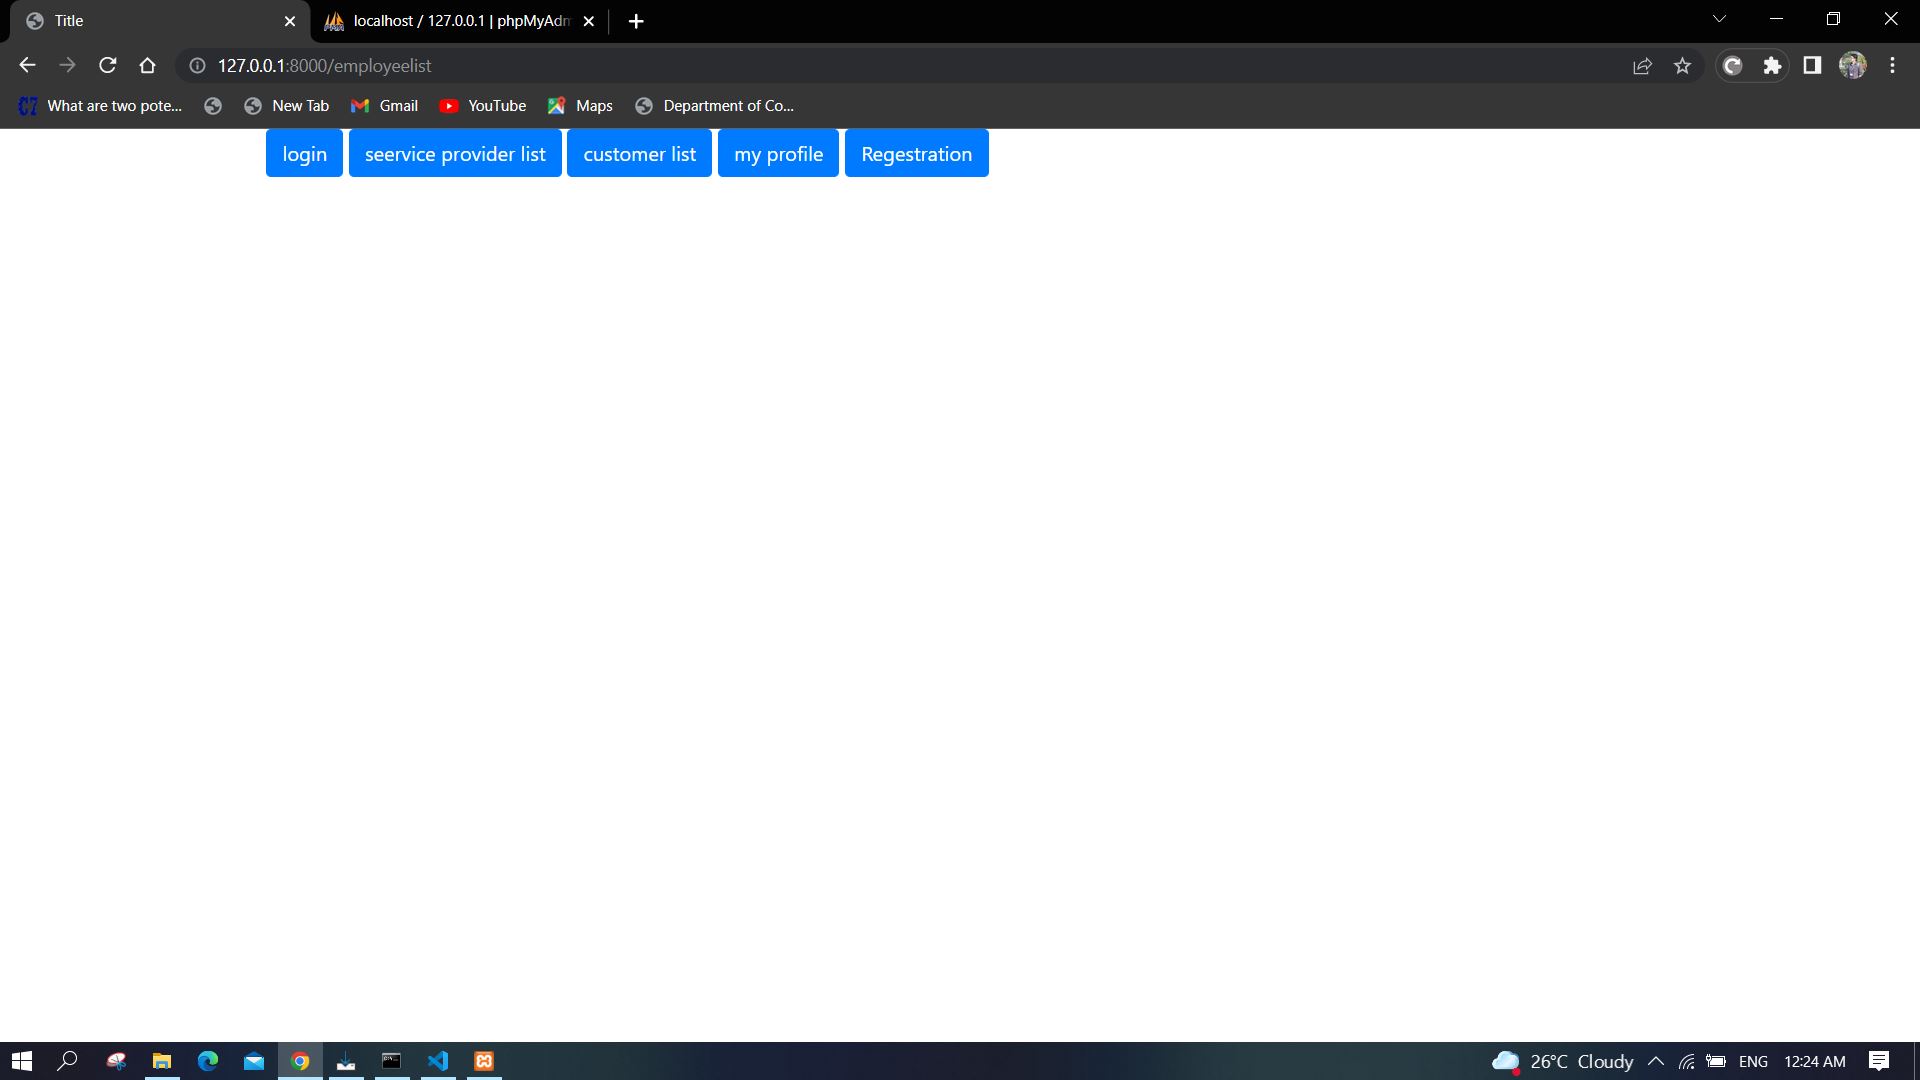 Title
localhost / 127.0.0.1 | phpMyAdm
127.0.0.1:8000/employeelist
What are two pote... New Tab Gmail YouTube Maps Department of Co...
login seervice provider list customer list my profile Regestration
26°C Cloudy ENG 12:24 AM